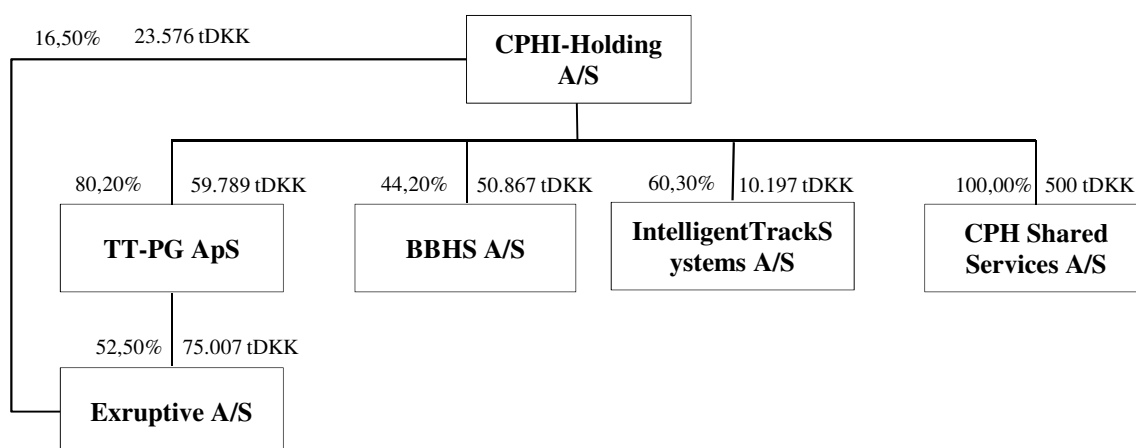 16,50% 23.576 tDKK
CPHI-Holding
A/S
80,20% 59.789 tDKK
44,20% 50.867 tDKK
60,30% 10.197 tDKK
100,00% 500 tDKK
TT-PG ApS
BBHS A/S
IntelligentTrackS
ystems A/S
CPH Shared
Services A/S
52,50% 75.007 tDKK
Exruptive A/S